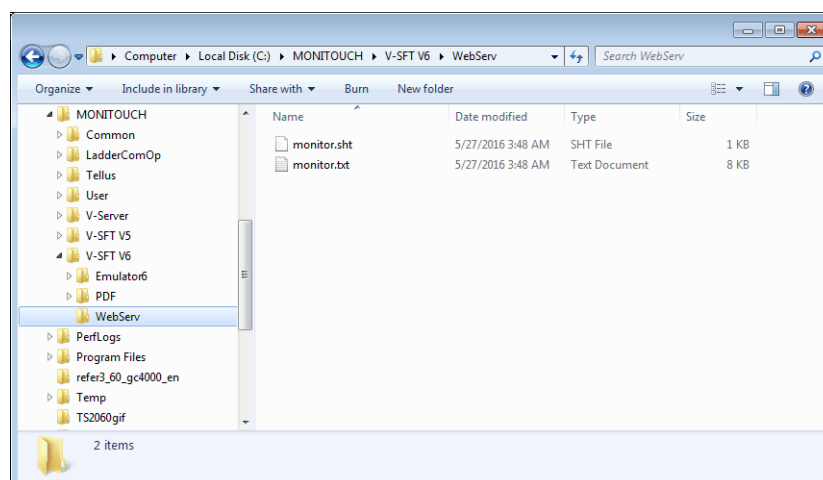 Computer Local Disk (C:) MONITOUCH V-SFT V6 WebServ Search WebServ
Organize Include in library Share with Burn New folder
MONITOUCH
Common
LadderComOp
Tellus
User
V-Server
V-SFT V5
V-SFT V6
Emulator6
PDF
WebServ
PerfLogs
Program Files
refer3_60_gc4000_en
Temp
TS2060gif
Name Date modified Type Size
monitor.sht 5/27/2016 3:48 AM SHT File 1 KB
monitor.txt 5/27/2016 3:48 AM Text Document 8 KB
2 items